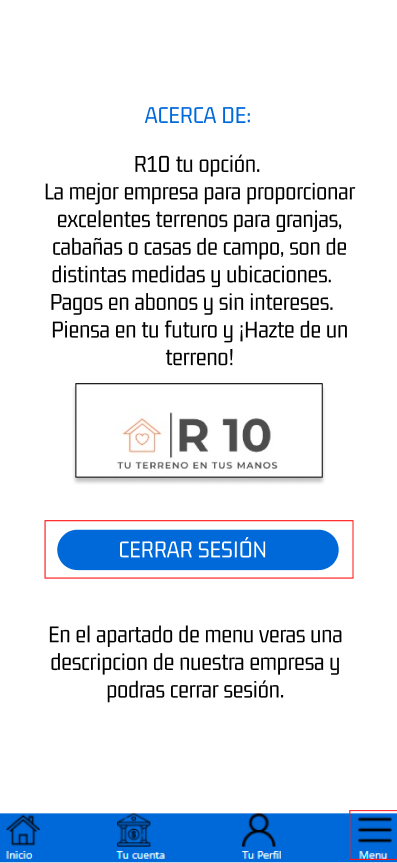 ACERCA DE:
R10 tu opción.
La mejor empresa para proporcionar
excelentes terrenos para granjas,
cabañas o casas de campo, son de
distintas medidas y ubicaciones.
Pagos en abonos y sin intereses.
Piensa en tu futuro y ¡Hazte de un
terreno!
R 10
TU TERRENO EN TUS MANOS
CERRAR SESIÓN
En el apartado de menu veras una
descripcion de nuestra empresa y
podras cerrar sesión.
Inicio Tu cuenta Tu Perfil Menu